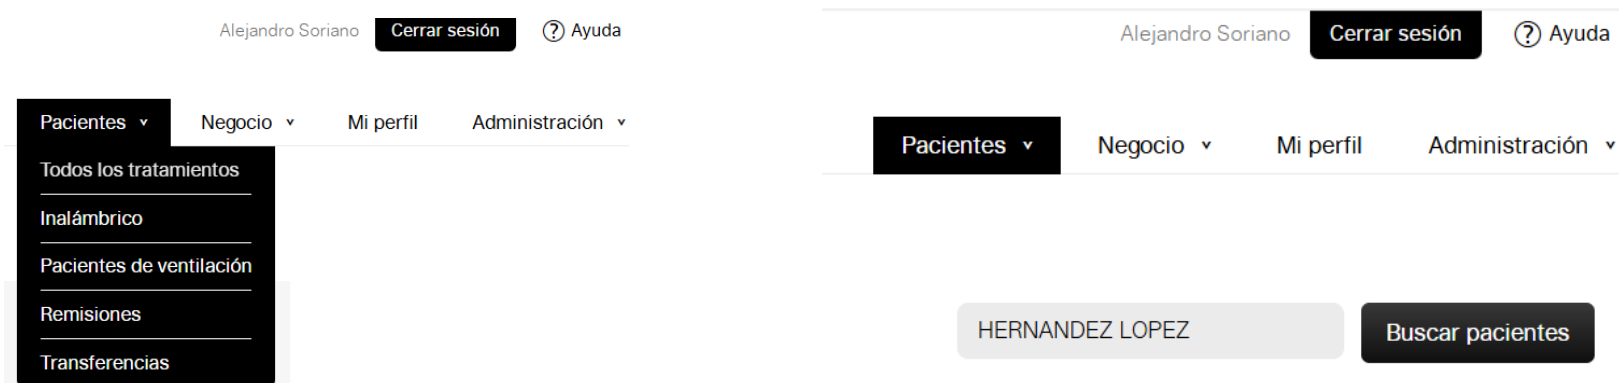 Alejandro Soriano Cerrar sesión ? Ayuda
Pacientes Negocio Mi perfil Administración
Todos los tratamientos
Inalámbrico
Pacientes de ventilación
Remisiones
Transferencias
Alejandro Soriano Cerrar sesión ? Ayuda
Pacientes Negocio Mi perfil Administración
HERNANDEZ LOPEZ Buscar pacientes